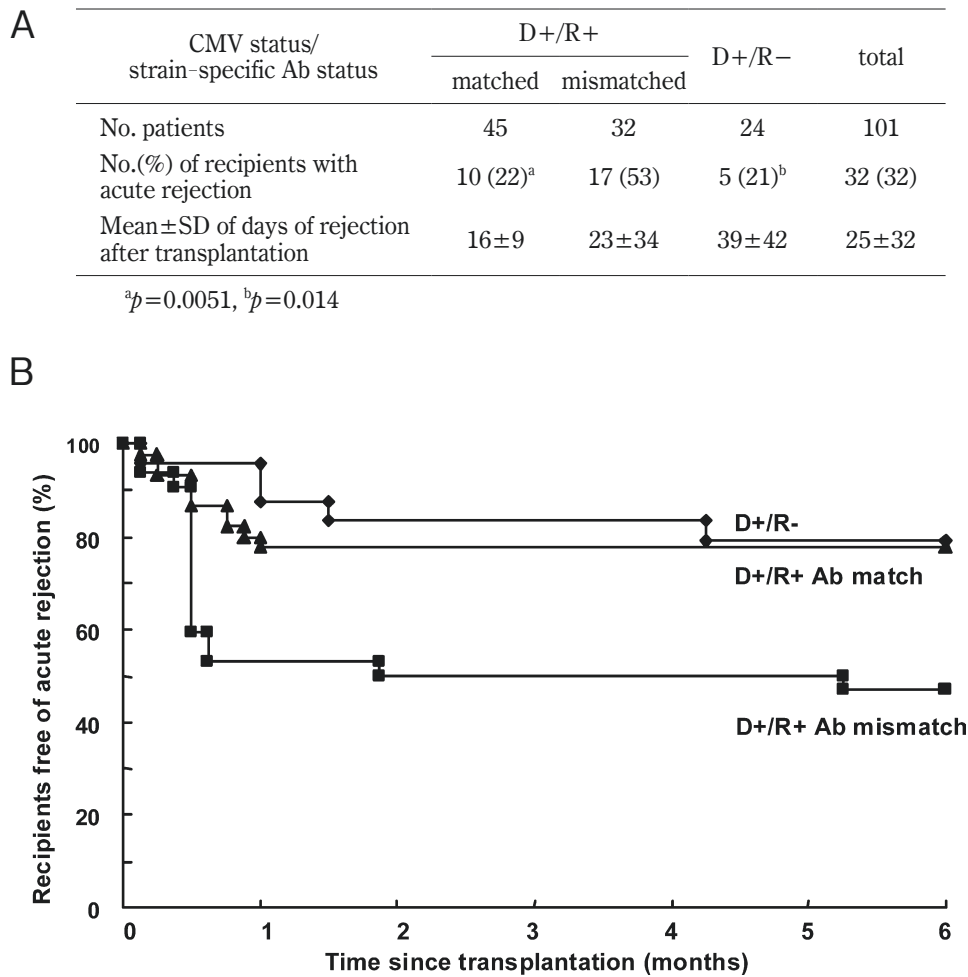 A
CMV status/
strain-specific Ab status
D+/R+
D+/R−
total
matched
mismatched
No. patients
45
32
24
101
No.(%) of recipients with
acute rejection
10 (22)ᵃ
17 (53)
5 (21)ᵇ
32 (32)
Mean±SD of days of rejection
after transplantation
16±9
23±34
39±42
25±32
ᵃp=0.0051, ᵇp=0.014
B
Recipients free of acute rejection (%)
100
80
60
40
20
0
D+/R-
D+/R+ Ab match
D+/R+ Ab mismatch
0 1 2 3 4 5 6
Time since transplantation (months)